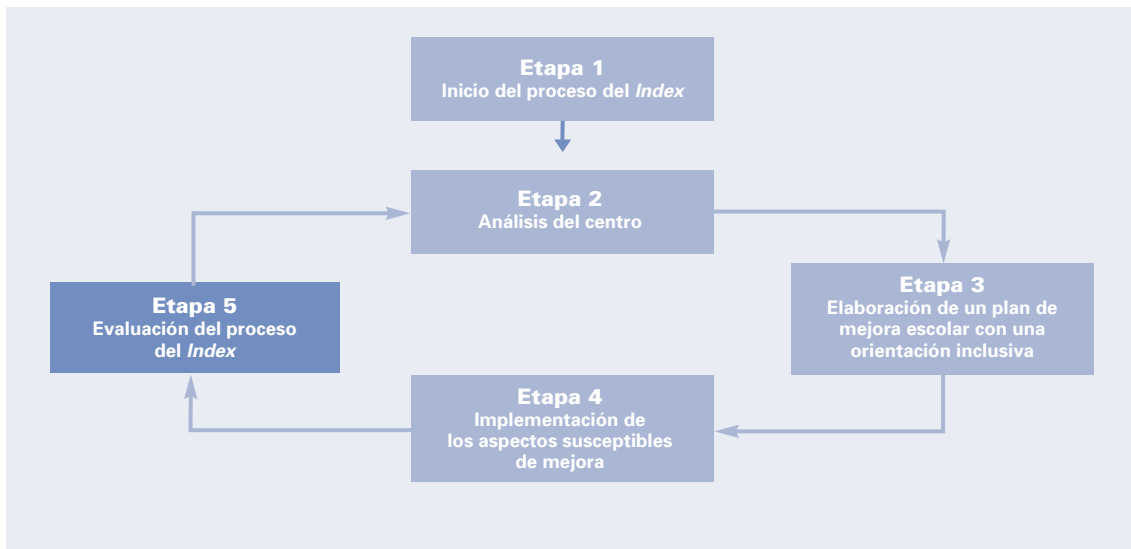 Etapa 1
Inicio del proceso del Index
Etapa 2
Análisis del centro
Etapa 3
Elaboración de un plan de
mejora escolar con una
orientación inclusiva
Etapa 4
Implementación de
los aspectos susceptibles
de mejora
Etapa 5
Evaluación del proceso
del Index